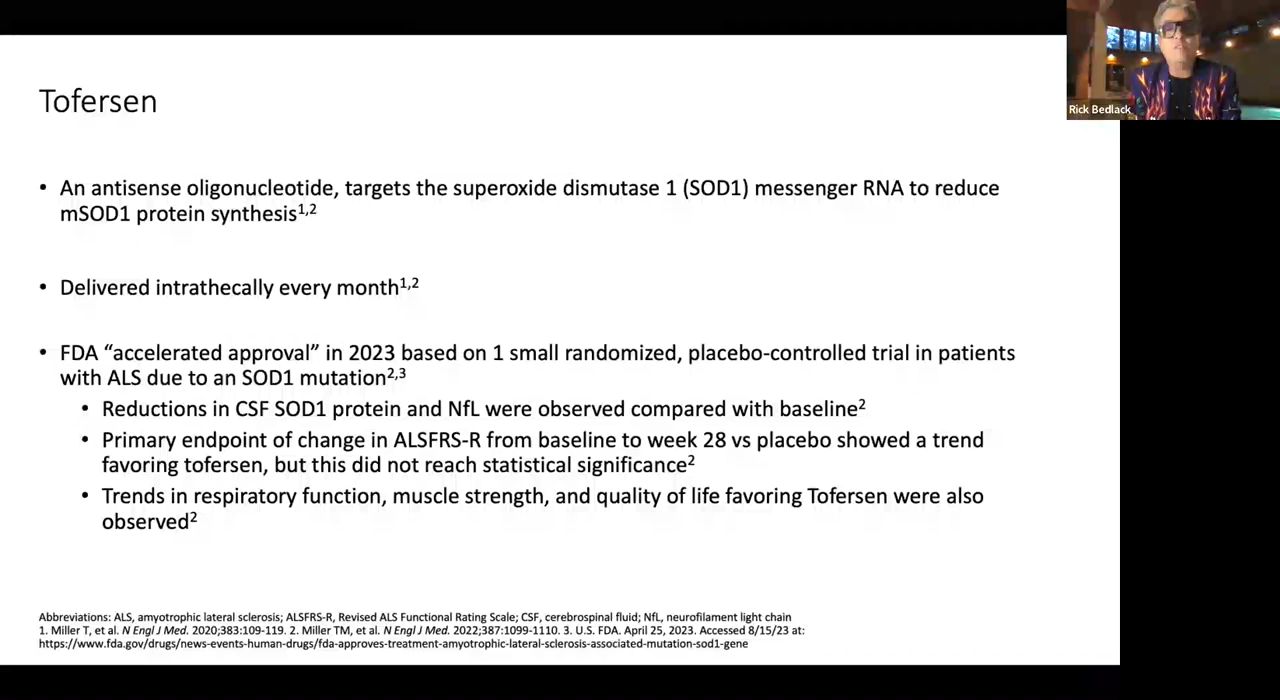 Rick Bedlack
Tofersen
• An antisense oligonucleotide, targets the superoxide dismutase 1 (SOD1) messenger RNA to reduce
mSOD1 protein synthesis1,2
• Delivered intrathecally every month1,2
• FDA “accelerated approval” in 2023 based on 1 small randomized, placebo-controlled trial in patients
with ALS due to an SOD1 mutation2,3
• Reductions in CSF SOD1 protein and NfL were observed compared with baseline2
• Primary endpoint of change in ALSFRS-R from baseline to week 28 vs placebo showed a trend
favoring tofersen, but this did not reach statistical significance2
• Trends in respiratory function, muscle strength, and quality of life favoring Tofersen were also
observed2
Abbreviations: ALS, amyotrophic lateral sclerosis; ALSFRS-R, Revised ALS Functional Rating Scale; CSF, cerebrospinal fluid; NfL, neurofilament light chain
1. Miller T, et al. N Engl J Med. 2020;383:109-119. 2. Miller TM, et al. N Engl J Med. 2022;387:1099-1110. 3. U.S. FDA. April 25, 2023. Accessed 8/15/23 at:
https://www.fda.gov/drugs/news-events-human-drugs/fda-approves-treatment-amyotrophic-lateral-sclerosis-associated-mutation-sod1-gene